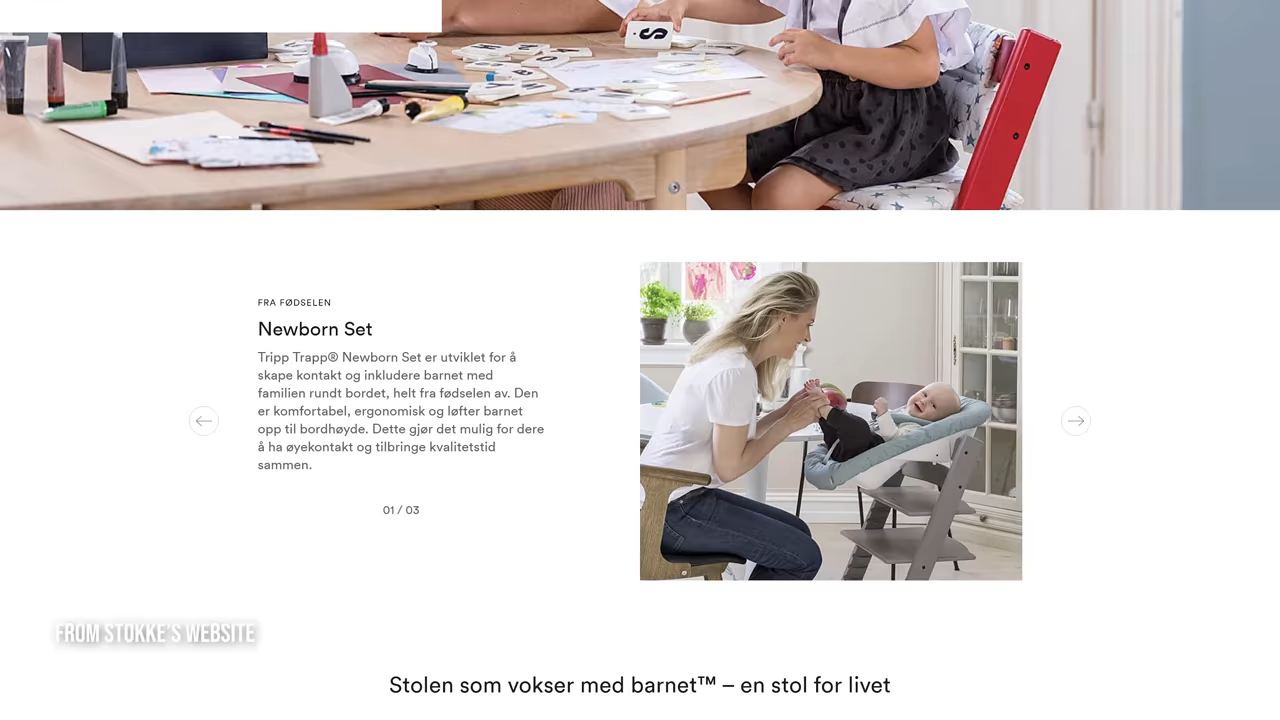 S
FRA FØDSELEN
Newborn Set
Tripp Trapp® Newborn Set er utviklet for å
skape kontakt og inkludere barnet med
familien rundt bordet, helt fra fødselen av. Den
er komfortabel, ergonomisk og løfter barnet
opp til bordhøyde. Dette gjør det mulig for dere
å ha øyekontakt og tilbringe kvalitetstid
sammen.
01 / 03
FROM STOKKE'S WEBSITE
Stolen som vokser med barnet™ – en stol for livet